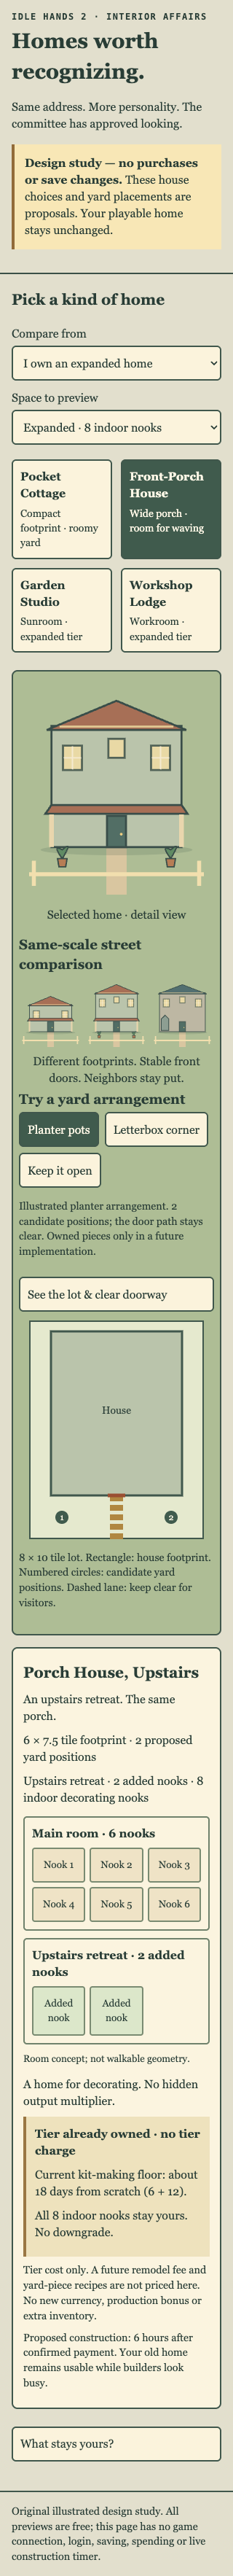 IDLE HANDS 2 · INTERIOR AFFAIRS
Homes worth
recognizing.
Same address. More personality. The
committee has approved looking.
Design study — no purchases
or save changes. These house
choices and yard placements are
proposals. Your playable home
stays unchanged.
Pick a kind of home
Compare from
I own an expanded home
Space to preview
Expanded · 8 indoor nooks
Pocket
Cottage
Compact
footprint · roomy
yard
Front-Porch
House
Wide porch ·
room for waving
Garden
Studio
Sunroom ·
expanded tier
Workshop
Lodge
Workroom ·
expanded tier
Selected home · detail view
Same-scale street
comparison
Different footprints. Stable front
doors. Neighbors stay put.
Try a yard arrangement
Planter pots
Letterbox corner
Keep it open
Illustrated planter arrangement. 2
candidate positions; the door path stays
clear. Owned pieces only in a future
implementation.
See the lot & clear doorway
House
1
2
8 × 10 tile lot. Rectangle: house footprint.
Numbered circles: candidate yard
positions. Dashed lane: keep clear for
visitors.
Porch House, Upstairs
An upstairs retreat. The same
porch.
6 × 7.5 tile footprint · 2 proposed
yard positions
Upstairs retreat · 2 added nooks · 8
indoor decorating nooks
Main room · 6 nooks
Nook 1
Nook 2
Nook 3
Nook 4
Nook 5
Nook 6
Upstairs retreat · 2 added
nooks
Added
nook
Added
nook
Room concept; not walkable geometry.
A home for decorating. No hidden
output multiplier.
Tier already owned · no tier
charge
Current kit-making floor: about
18 days from scratch (6 + 12).
All 8 indoor nooks stay yours.
No downgrade.
Tier cost only. A future remodel fee and
yard-piece recipes are not priced here.
No new currency, production bonus or
extra inventory.
Proposed construction: 6 hours after
confirmed payment. Your old home
remains usable while builders look
busy.
What stays yours?
Original illustrated design study. All
previews are free; this page has no game
connection, login, saving, spending or live
construction timer.